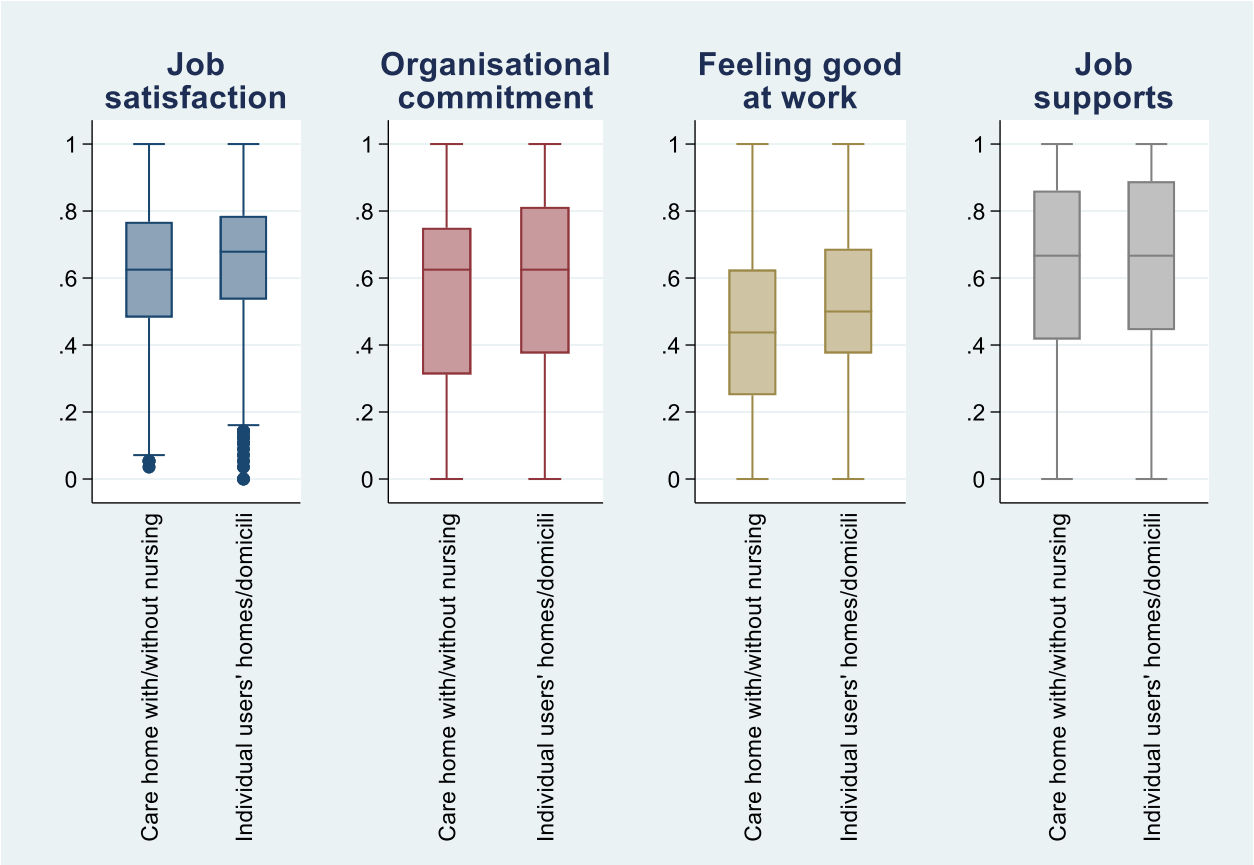 Job
satisfaction
1
.8
.6
.4
.2
0
Care home with/without nursing
Individual users' homes/domicili
Organisational
commitment
1
.8
.6
.4
.2
0
Care home with/without nursing
Individual users' homes/domicili
Feeling good
at work
1
.8
.6
.4
.2
0
Care home with/without nursing
Individual users' homes/domicili
Job
supports
1
.8
.6
.4
.2
0
Care home with/without nursing
Individual users' homes/domicili